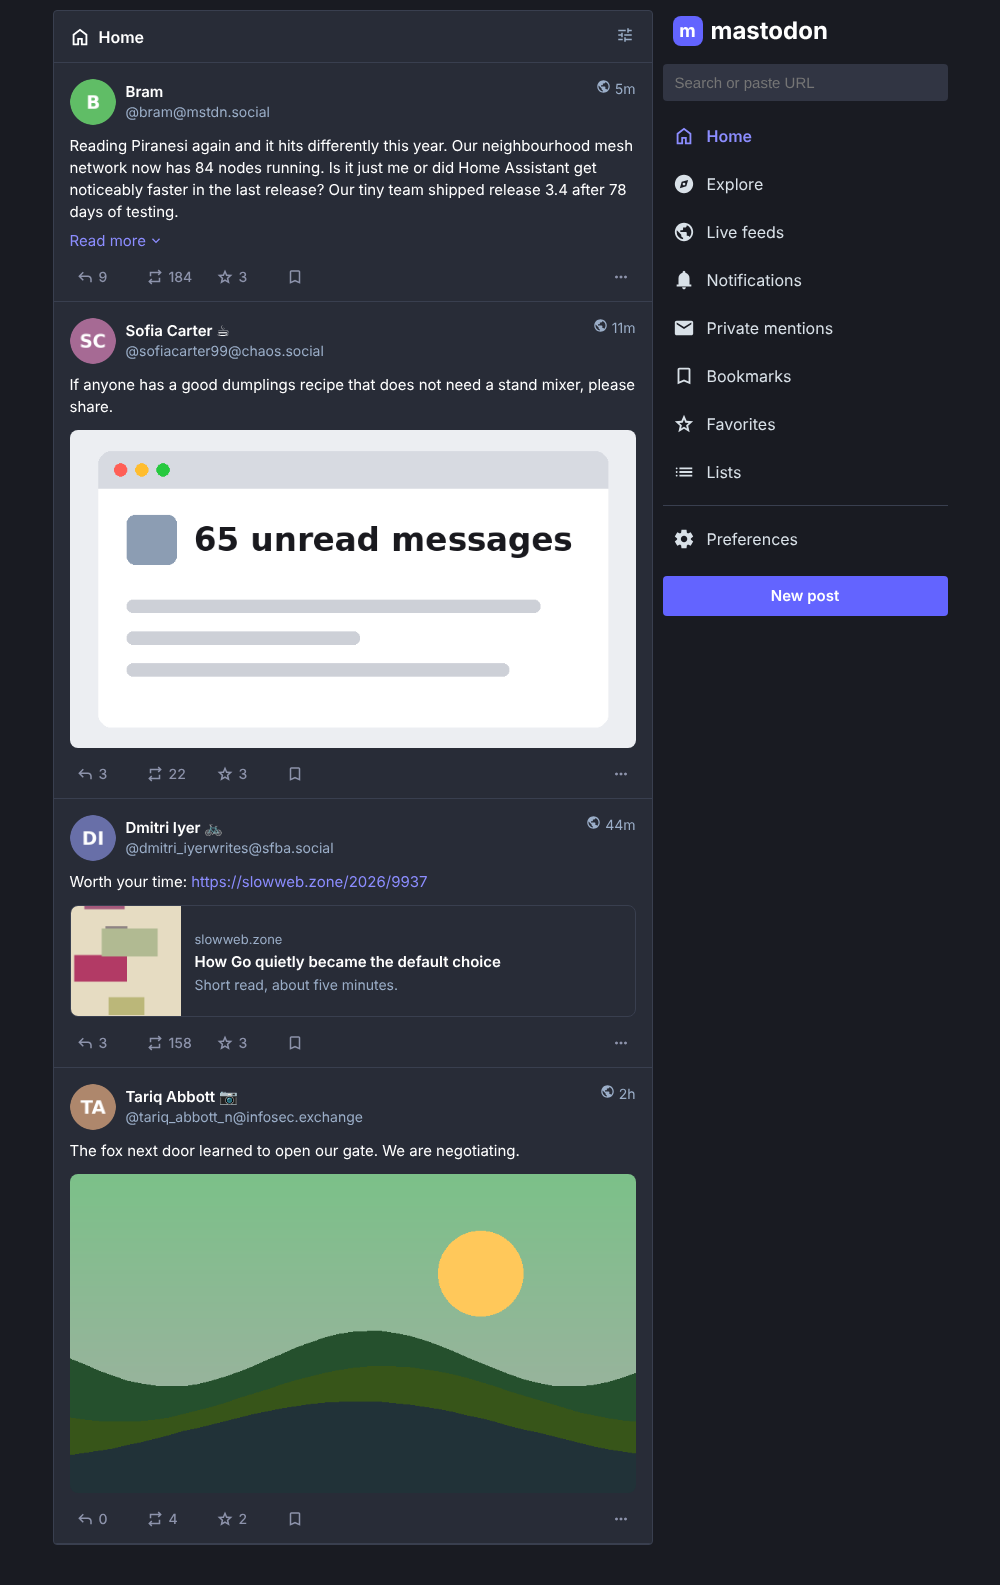 Home
B
Bram
@bram@mstdn.social
5m
Reading Piranesi again and it hits differently this year. Our neighbourhood mesh
network now has 84 nodes running. Is it just me or did Home Assistant get
noticeably faster in the last release? Our tiny team shipped release 3.4 after 78
days of testing.
Read more
9 184 3
SC
Sofia Carter ☕
@sofiacarter99@chaos.social
11m
If anyone has a good dumplings recipe that does not need a stand mixer, please
share.
65 unread messages
3 22 3
DI
Dmitri Iyer 🚲
@dmitri_iyerwrites@sfba.social
44m
Worth your time: https://slowweb.zone/2026/9937
slowweb.zone
How Go quietly became the default choice
Short read, about five minutes.
3 158 3
TA
Tariq Abbott 📷
@tariq_abbott_n@infosec.exchange
2h
The fox next door learned to open our gate. We are negotiating.
0 4 2
m mastodon
Search or paste URL
Home
Explore
Live feeds
Notifications
Private mentions
Bookmarks
Favorites
Lists
Preferences
New post